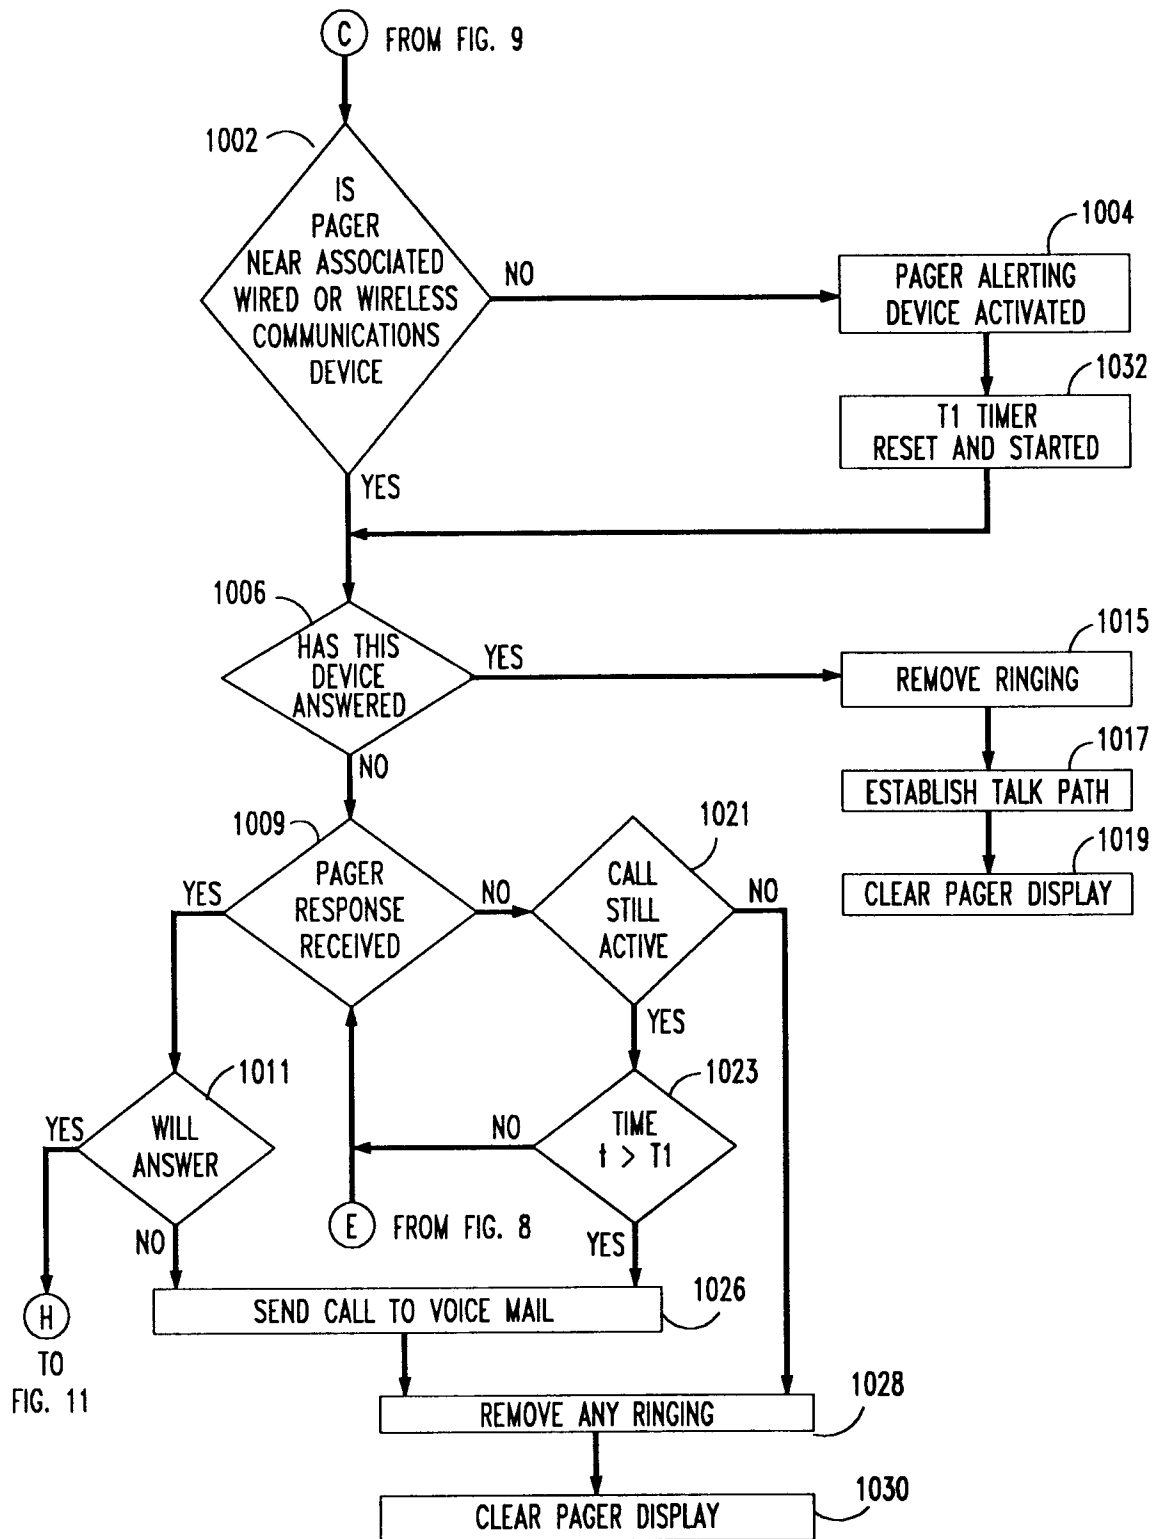 C FROM FIG. 9
1002
IS
PAGER
NEAR ASSOCIATED
WIRED OR WIRELESS
COMMUNICATIONS
DEVICE
NO
1004
PAGER ALERTING
DEVICE ACTIVATED
1032
T1 TIMER
RESET AND STARTED
YES
1006
HAS THIS
DEVICE
ANSWERED
YES
1015
REMOVE RINGING
1017
ESTABLISH TALK PATH
1019
CLEAR PAGER DISPLAY
NO
1009
PAGER
RESPONSE
RECEIVED
YES
NO
1021
CALL
STILL
ACTIVE
NO
YES
1011
WILL
ANSWER
YES
NO
1023
TIME
t > T1
NO
YES
E FROM FIG. 8
H
TO
FIG. 11
1026
SEND CALL TO VOICE MAIL
1028
REMOVE ANY RINGING
1030
CLEAR PAGER DISPLAY